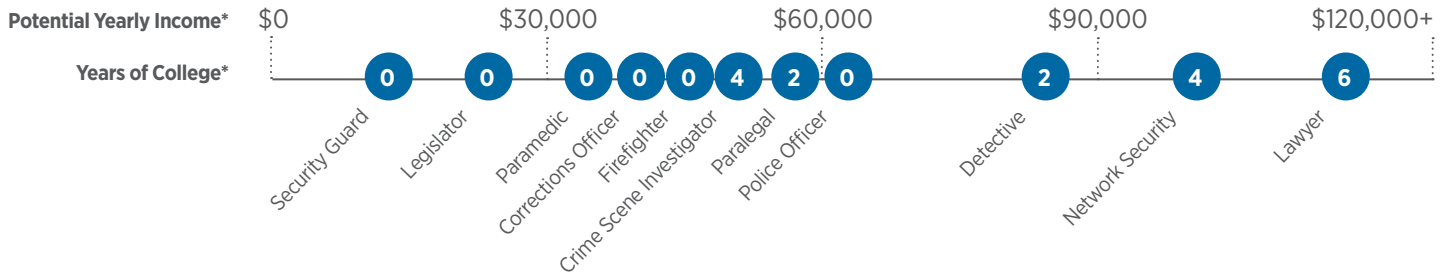 Potential Yearly Income* $0 $30,000 $60,000 $90,000 $120,000+
Years of College* 0 0 0 0 0 4 2 0 2 4 6
Security Guard
Legislator
Paramedic
Corrections Officer
Firefighter
Crime Scene Investigator
Paralegal
Police Officer
Detective
Network Security
Lawyer